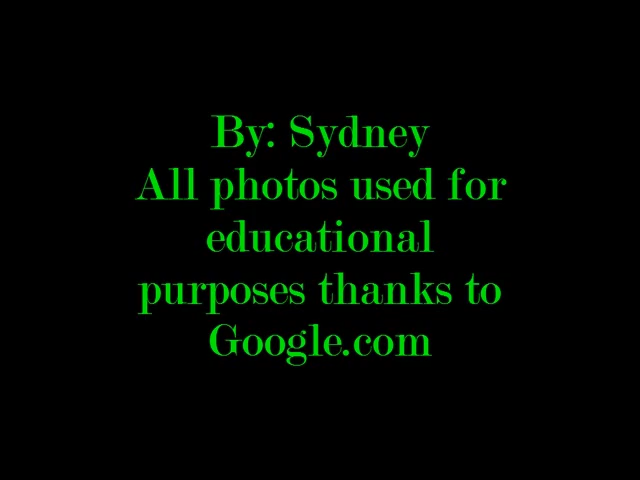 By: Sydney
All photos used for
educational
purposes thanks to
Google.com